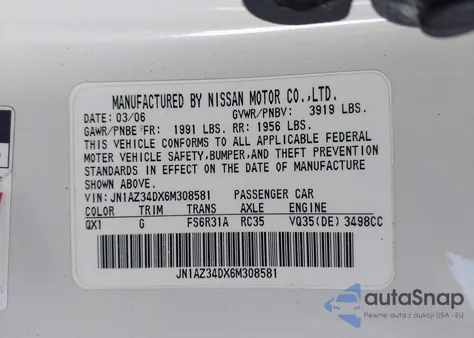 MANUFACTURED BY NISSAN MOTOR CO.,LTD.
DATE: 03/06 GVWR/PNBV: 3919 LBS.
GAWR/PNBE FR: 1991 LBS. RR: 1956 LBS.
THIS VEHICLE CONFORMS TO ALL APPLICABLE FEDERAL
MOTOR VEHICLE SAFETY, BUMPER, AND THEFT PREVENTION
STANDARDS IN EFFECT ON THE DATE OF MANUFACTURE
SHOWN ABOVE.
VIN: JN1AZ34DX6M308581 PASSENGER CAR
COLOR TRIM TRANS AXLE ENGINE
QX1 G FS6R31A RC35 VQ35(DE) 3498CC
JN1AZ34DX6M308581
autoSnap
Pewne auta z USA i EU